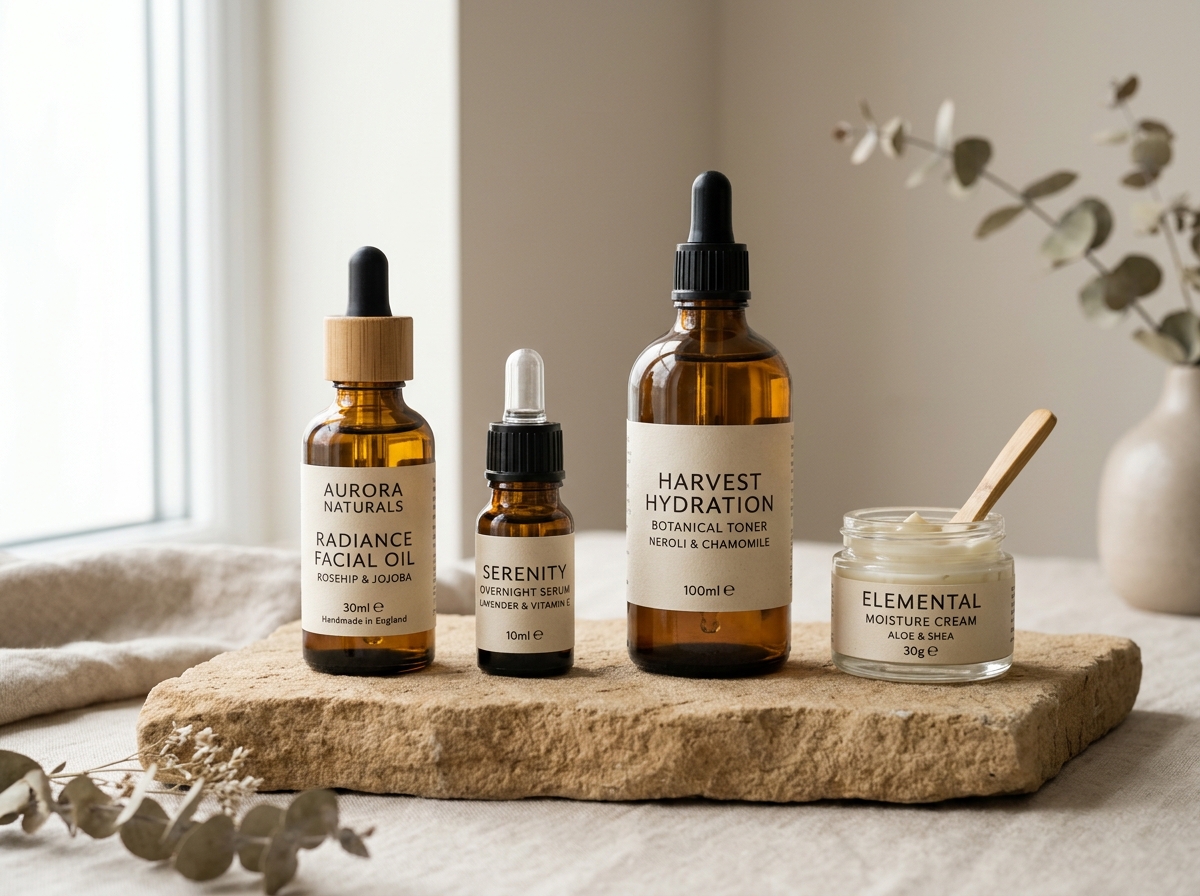 AURORA
NATURALS
RADIANCE
FACIAL OIL
ROSEHIP & JOJOBA
30ml ℮
Handmade in England
SERENITY
OVERNIGHT SERUM
LAVENDER & VITAMIN E
10ml ℮
HARVEST
HYDRATION
BOTANICAL TONER
NEROLI & CHAMOMILE
100ml ℮
ELEMENTAL
MOISTURE CREAM
ALOE & SHEA
30g ℮